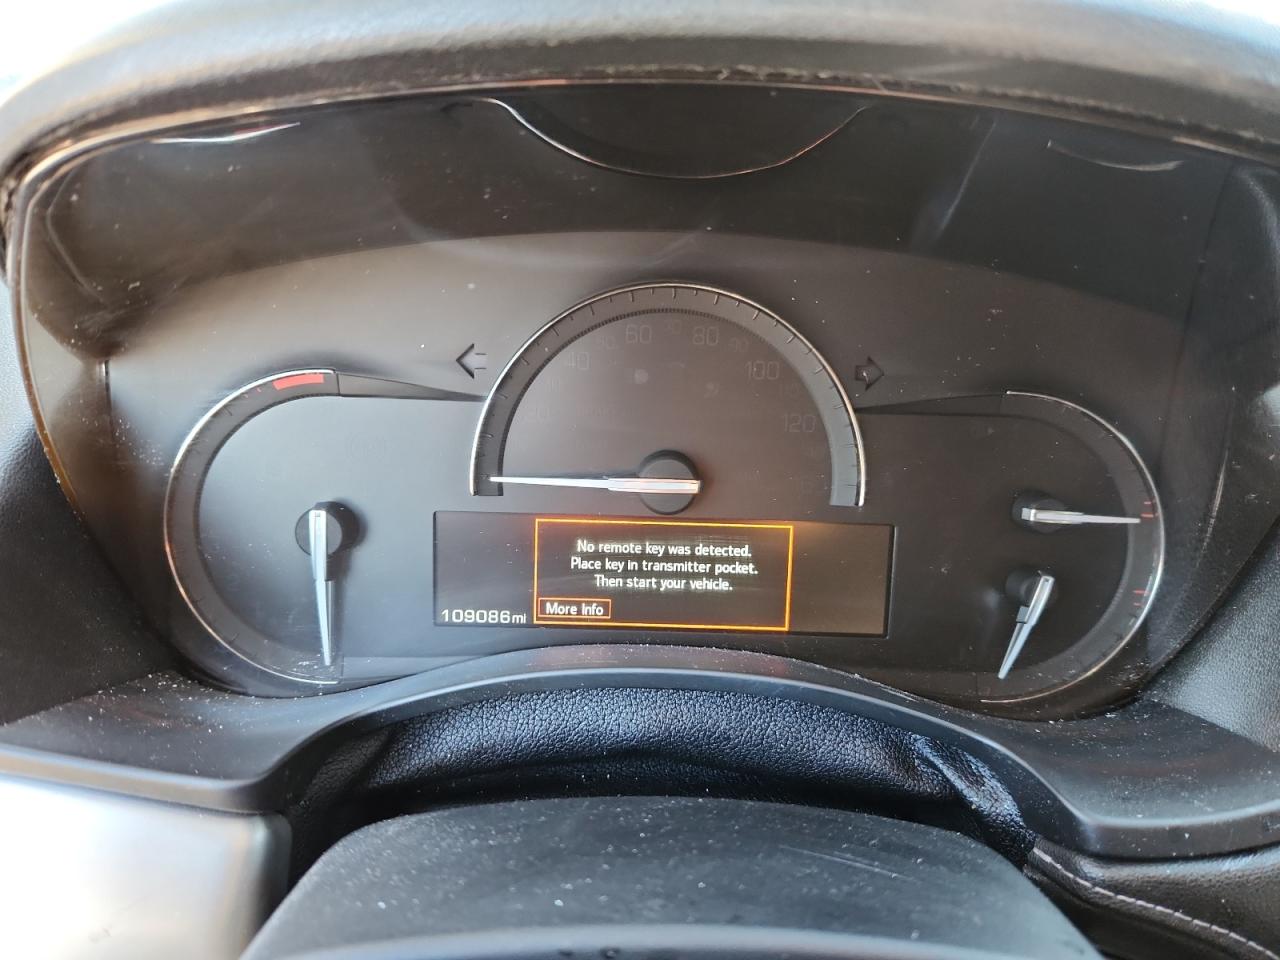 60
80
40
100
120
No remote key was detected.
Place key in transmitter pocket.
Then start your vehicle.
More Info
109086mi